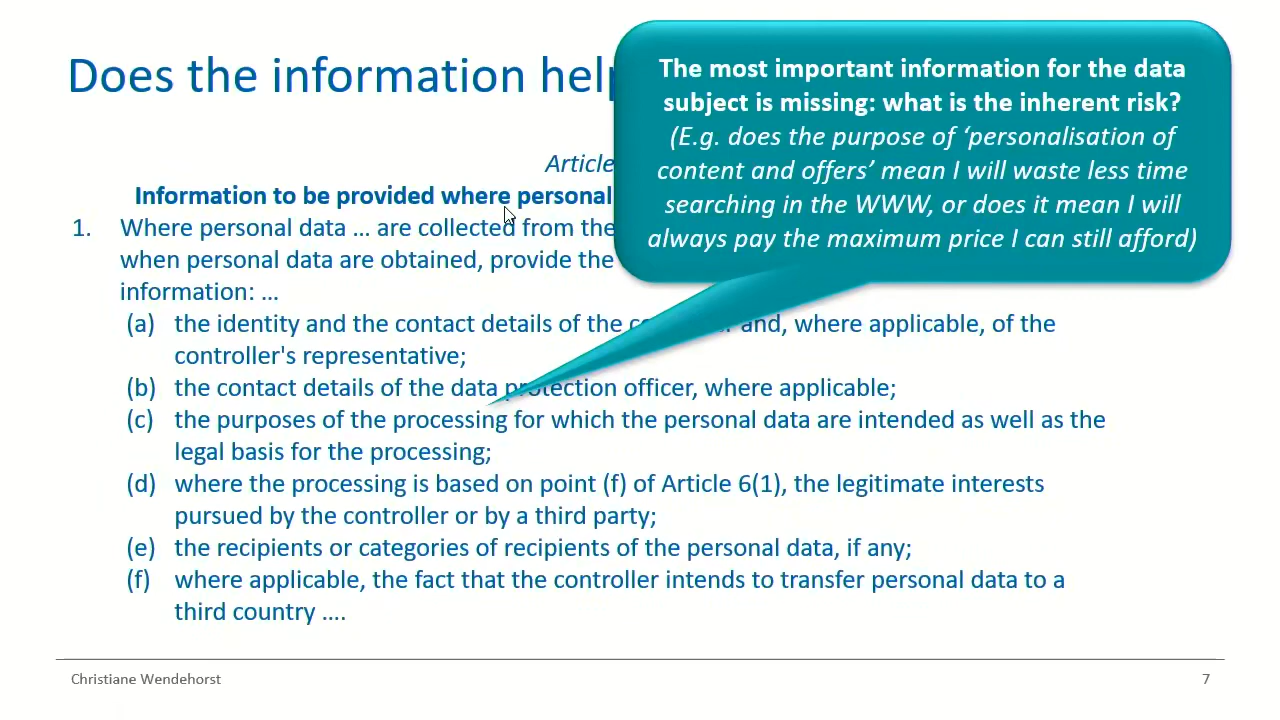 Does the information hel
The most important information for the data
subject is missing: what is the inherent risk?
(E.g. does the purpose of ‘personalisation of
content and offers’ mean I will waste less time
searching in the WWW, or does it mean I will
always pay the maximum price I can still afford)
Article
Information to be provided where personal
1. Where personal data … are collected from the
when personal data are obtained, provide the
information: …
(a) the identity and the contact details of the and, where applicable, of the
controller's representative;
(b) the contact details of the data protection officer, where applicable;
(c) the purposes of the processing for which the personal data are intended as well as the
legal basis for the processing;
(d) where the processing is based on point (f) of Article 6(1), the legitimate interests
pursued by the controller or by a third party;
(e) the recipients or categories of recipients of the personal data, if any;
(f) where applicable, the fact that the controller intends to transfer personal data to a
third country ….
Christiane Wendehorst
7